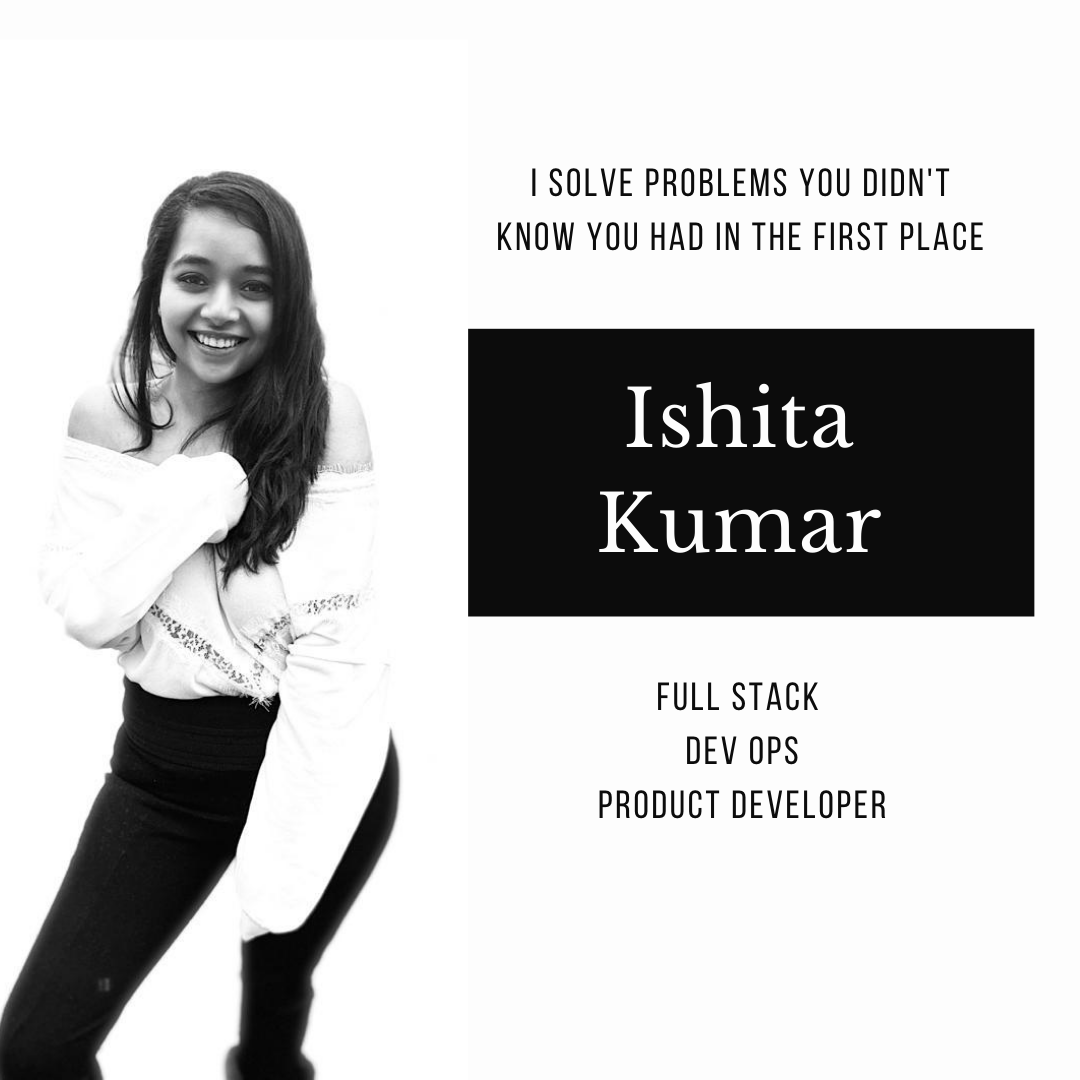 I SOLVE PROBLEMS YOU DIDN'T
KNOW YOU HAD IN THE FIRST PLACE
Ishita
Kumar
FULL STACK
DEV OPS
PRODUCT DEVELOPER